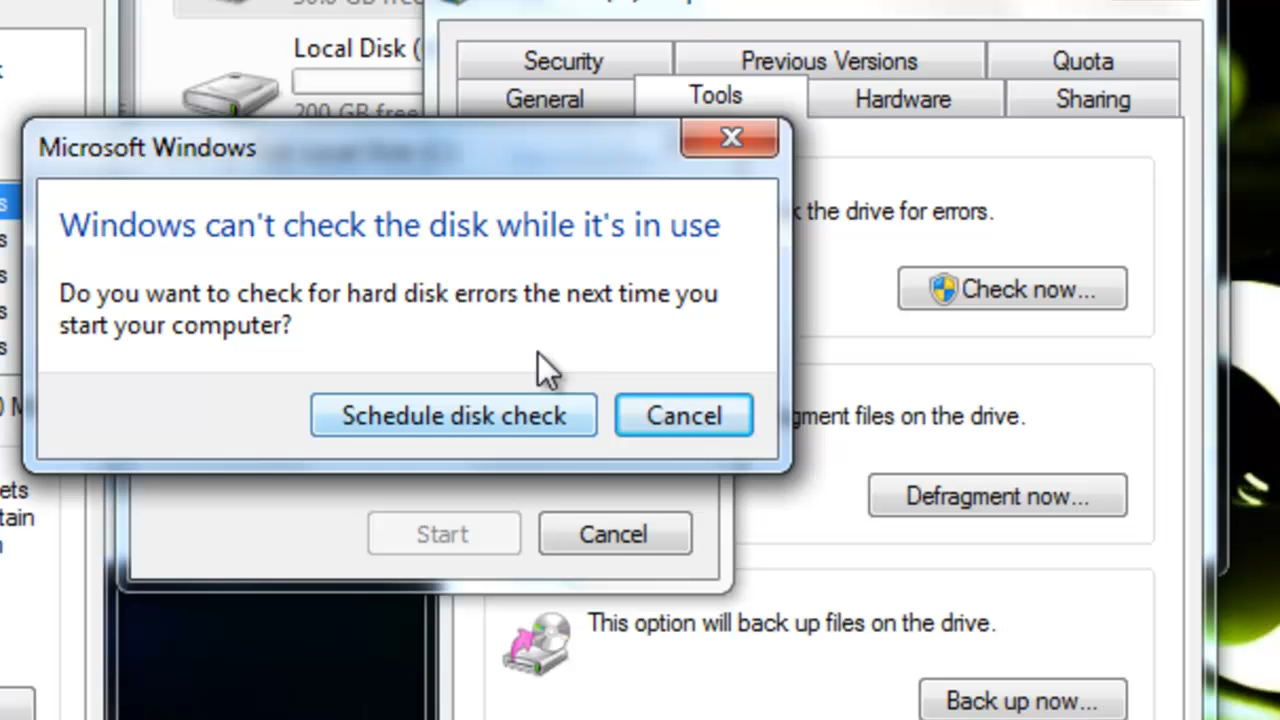 Local Disk (
200 GB free
Security
Previous Versions
Quota
General
Tools
Hardware
Sharing
Microsoft Windows
Windows can't check the disk while it's in use
Do you want to check for hard disk errors the next time you
start your computer?
Schedule disk check
Cancel
the drive for errors.
Check now...
files on the drive.
Defragment now...
Start
Cancel
This option will back up files on the drive.
Back up now...